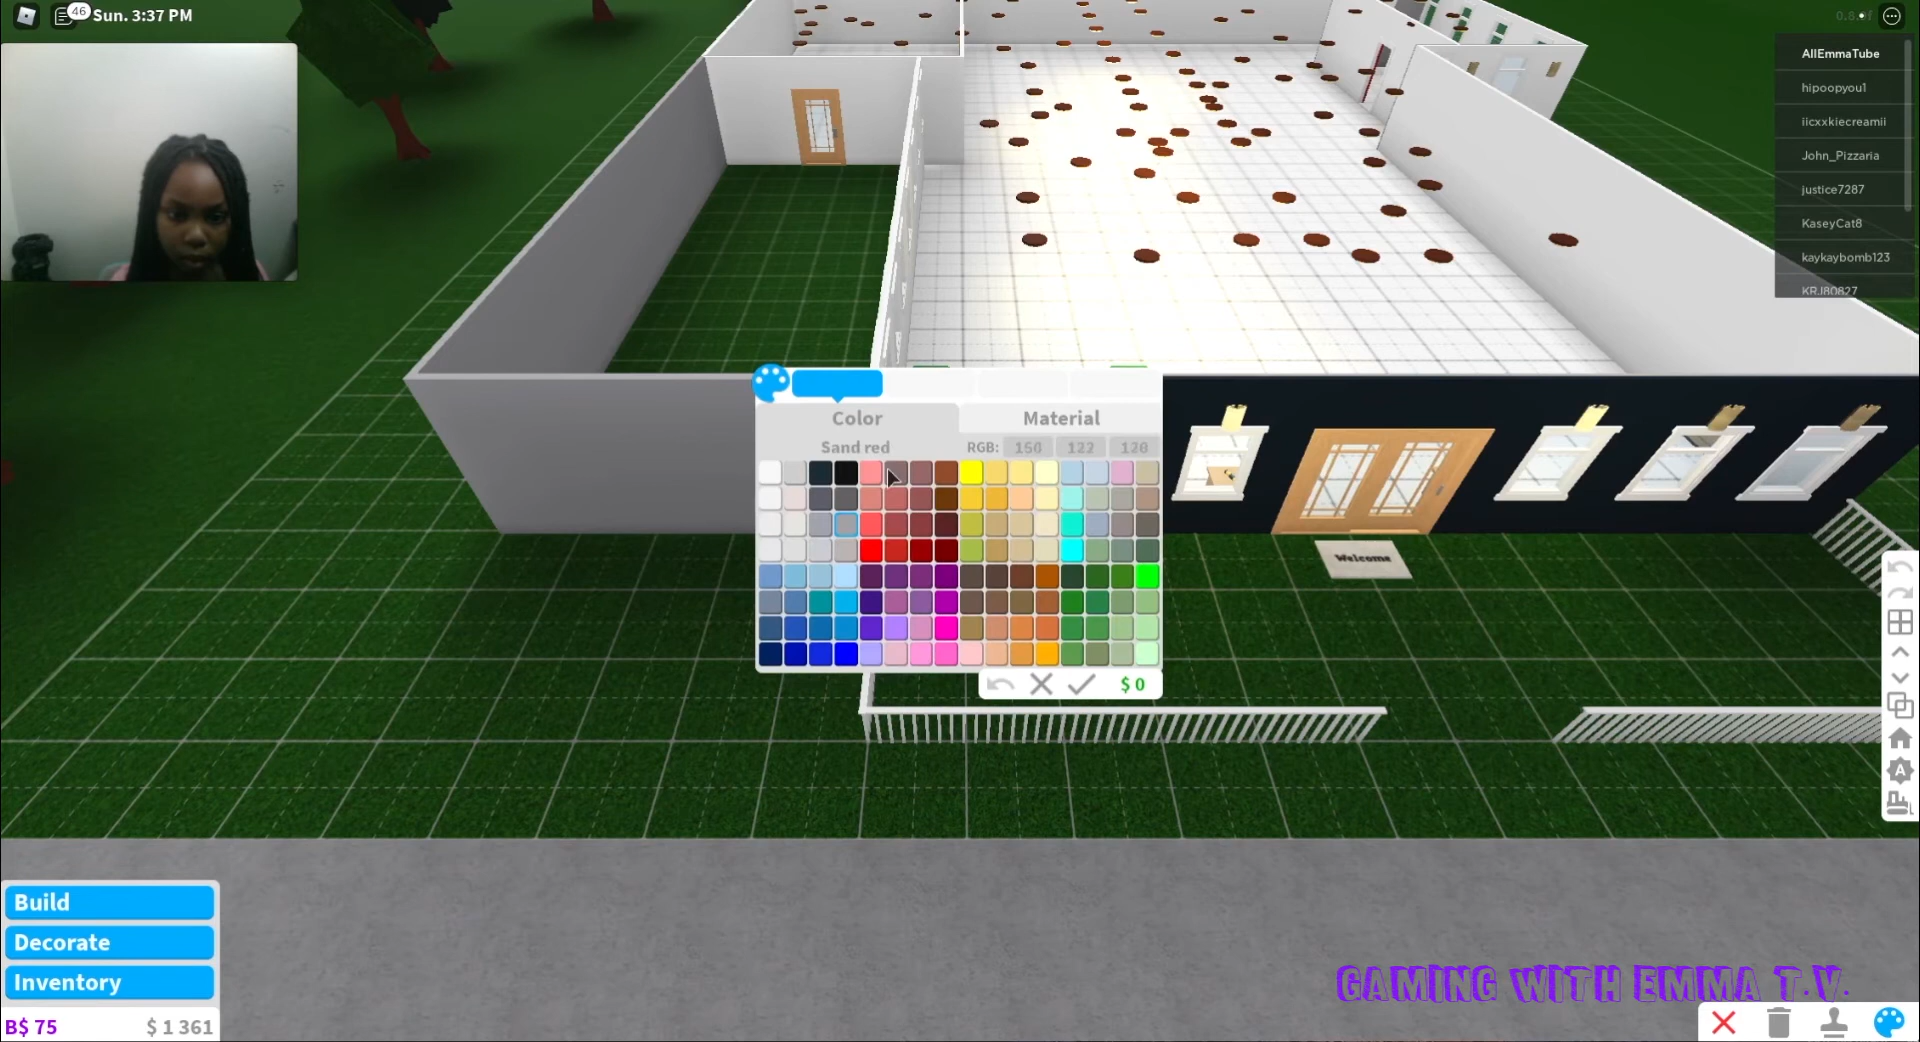 46 Sun. 3:37 PM
AllEmmaTube
hipoopyou1
iicxxkiecreamii
John_Pizzaria
justice7287
KaseyCat8
kaykaybomb123
KRJ80827
Color
Material
Sand red
RGB: 150 122 120
Welcome
$ 0
Build
Decorate
Inventory
B$ 75 $ 1 361
GAMING WITH EMMA T.V.